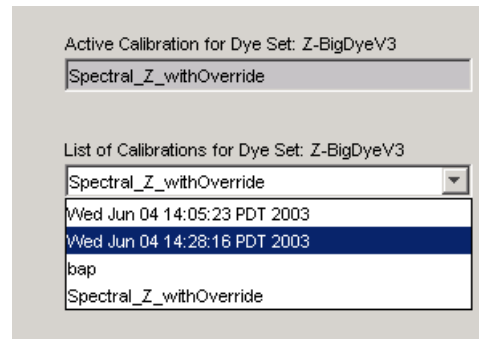 Active Calibration for Dye Set: Z-BigDyeV3
Spectral_Z_withOverride
List of Calibrations for Dye Set: Z-BigDyeV3
Spectral_Z_withOverride
Wed Jun 04 14:05:23 PDT 2003
Wed Jun 04 14:28:16 PDT 2003
bap
Spectral_Z_withOverride